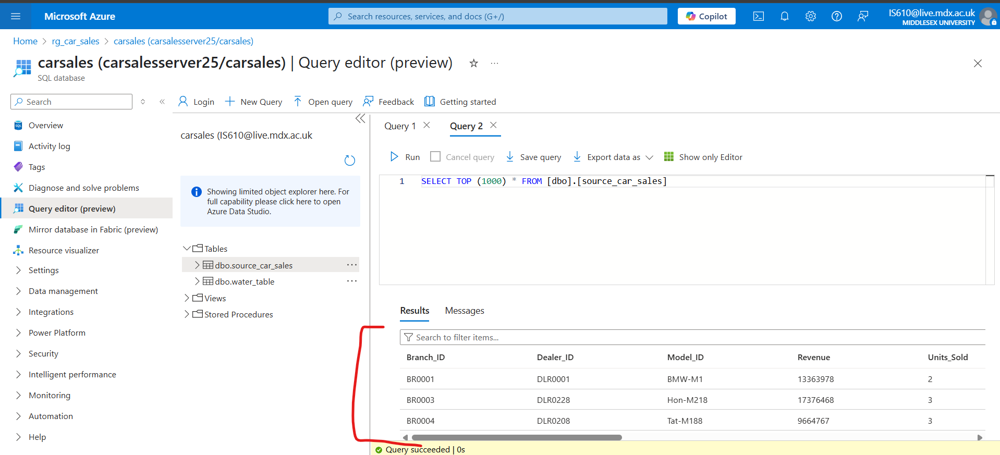 Microsoft Azure
Search resources, services, and docs (G+/)
Copilot
IS610@live.mdx.ac.uk
MIDDLESEX UNIVERSITY
Home > rg_car_sales > carsales (carsalesserver25/carsales)
carsales (carsalesserver25/carsales) | Query editor (preview)
SQL database
Search
Overview
Activity log
Tags
Diagnose and solve problems
Query editor (preview)
Mirror database in Fabric (preview)
Resource visualizer
Settings
Data management
Integrations
Power Platform
Security
Intelligent performance
Monitoring
Automation
Help
Login
New Query
Open query
Feedback
Getting started
carsales (IS610@live.mdx.ac.uk
Showing limited object explorer here. For
full capability please click here to open
Azure Data Studio.
Tables
dbo.source_car_sales
dbo.water_table
Views
Stored Procedures
Query 1
Query 2
Run
Cancel query
Save query
Export data as
Show only Editor
1 SELECT TOP (1000) * FROM [dbo].[source_car_sales]
Results
Messages
Search to filter items...
Branch_ID Dealer_ID Model_ID Revenue Units_Sold
BR0001 DLR0001 BMW-M1 13363978 2
BR0003 DLR0228 Hon-M218 17376468 3
BR0004 DLR0208 Tat-M188 9664767 3
Query succeeded | 0s